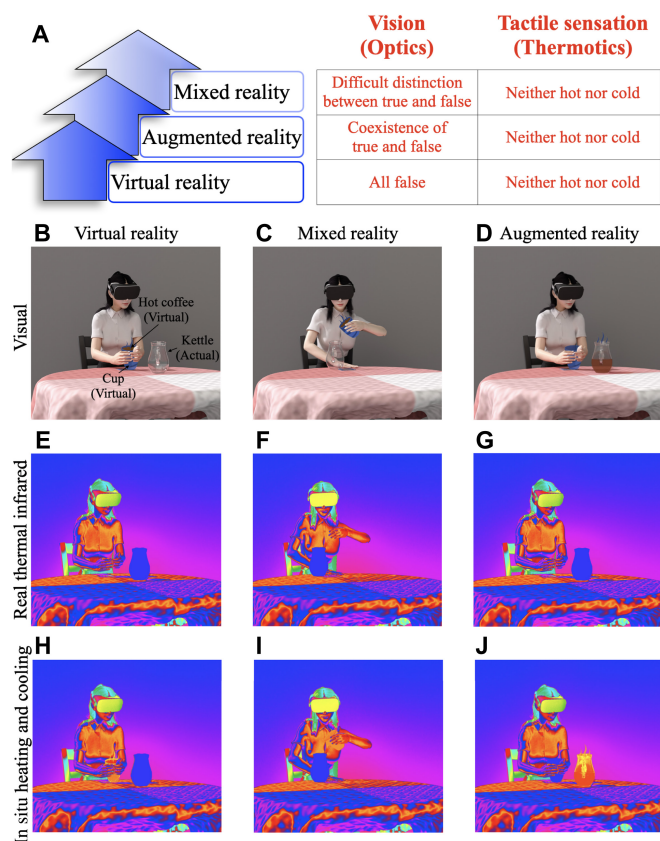 A
Vision
(Optics)
Tactile sensation
(Thermotics)
Mixed reality
Difficult distinction
between true and false
Neither hot nor cold
Augmented reality
Coexistence of
true and false
Neither hot nor cold
Virtual reality
All false
Neither hot nor cold
B
Virtual reality
C
Mixed reality
D
Augmented reality
Visual
Hot coffee
(Virtual)
Kettle
(Actual)
Cup
(Virtual)
E
F
G
Real thermal infrared
H
I
J
In situ heating and cooling